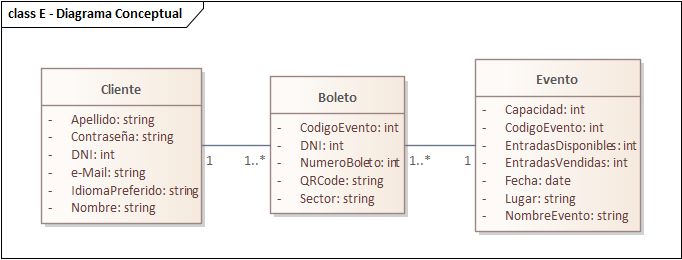 class E - Diagrama Conceptual
Cliente
- Apellido: string
- Contraseña: string
- DNI: int
- e-Mail: string
- IdiomaPreferido: string
- Nombre: string
1
1..*
Boleto
- CodigoEvento: int
- DNI: int
- NumeroBoleto: int
- QRCode: string
- Sector: string
1..*
1
Evento
- Capacidad: int
- CodigoEvento: int
- EntradasDisponibles: int
- EntradasVendidas: int
- Fecha: date
- Lugar: string
- NombreEvento: string